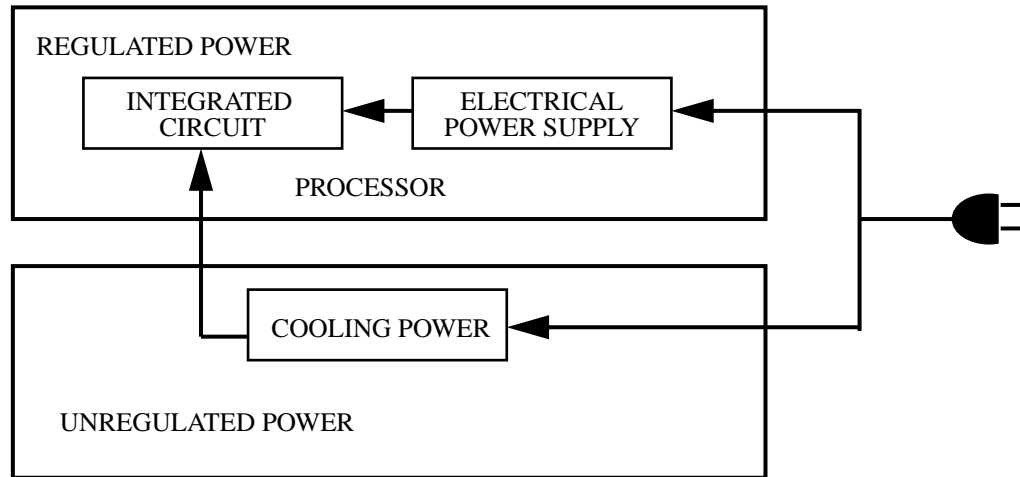 REGULATED POWER
INTEGRATED
CIRCUIT
ELECTRICAL
POWER SUPPLY
PROCESSOR
COOLING POWER
UNREGULATED POWER